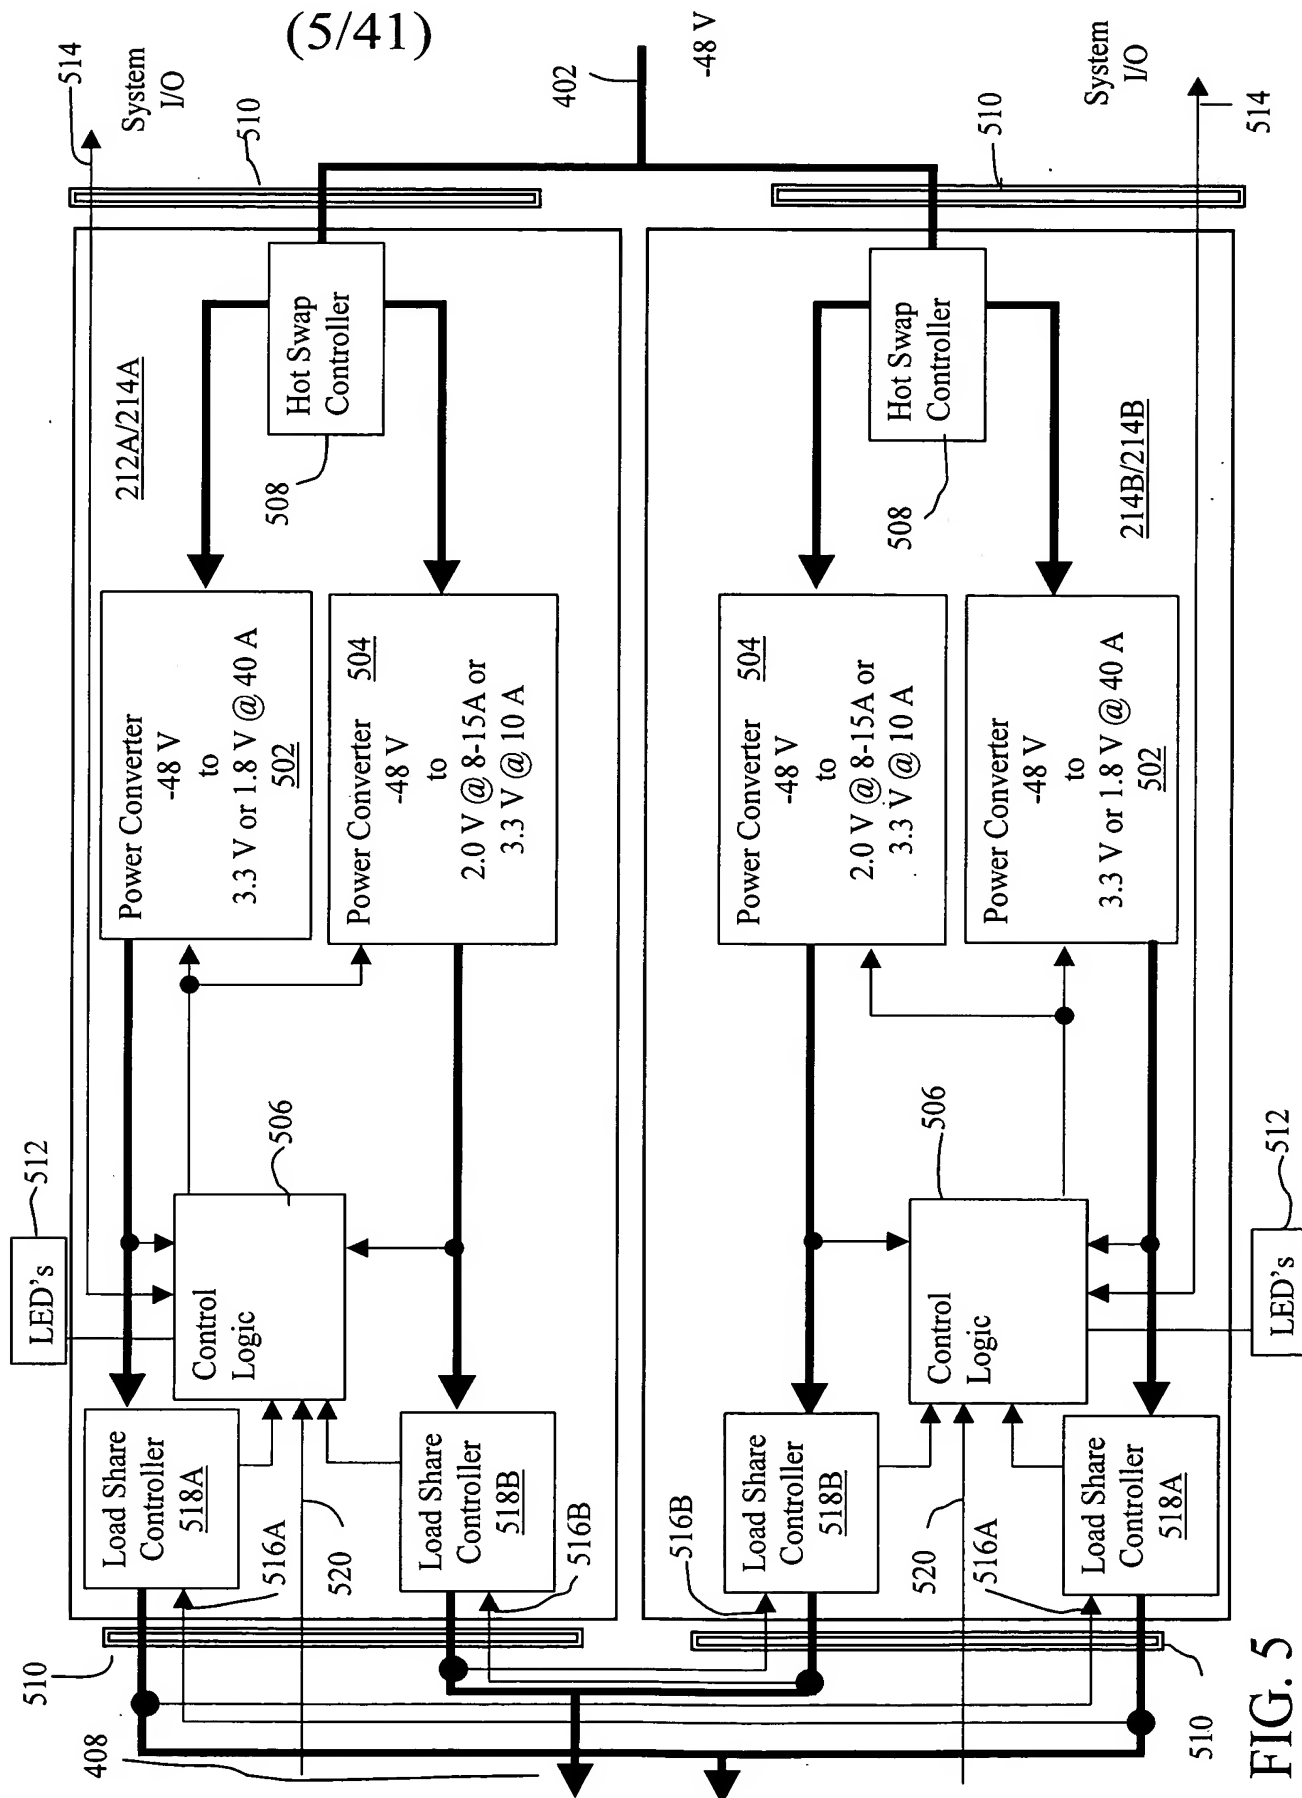 (5/41)
514
System
I/O
510
402
-48 V
510
System
I/O
514
212A/214A
Hot Swap
Controller
508
Hot Swap
Controller
508
214B/214B
Power Converter
-48 V
to
3.3 V or 1.8 V @ 40 A
502
Power Converter
504
-48 V
to
2.0 V @ 8-15A or
3.3 V @ 10 A
Power Converter
504
-48 V
to
2.0 V @ 8-15A or
3.3 V @ 10 A
Power Converter
-48 V
to
3.3 V or 1.8 V @ 40 A
502
512
LED's
506
Control
Logic
506
Control
Logic
512
LED's
Load Share
Controller
518A
516A
520
Load Share
Controller
518B
516B
516B
Load Share
Controller
518B
520
516A
Load Share
Controller
518A
510
408
510
FIG. 5